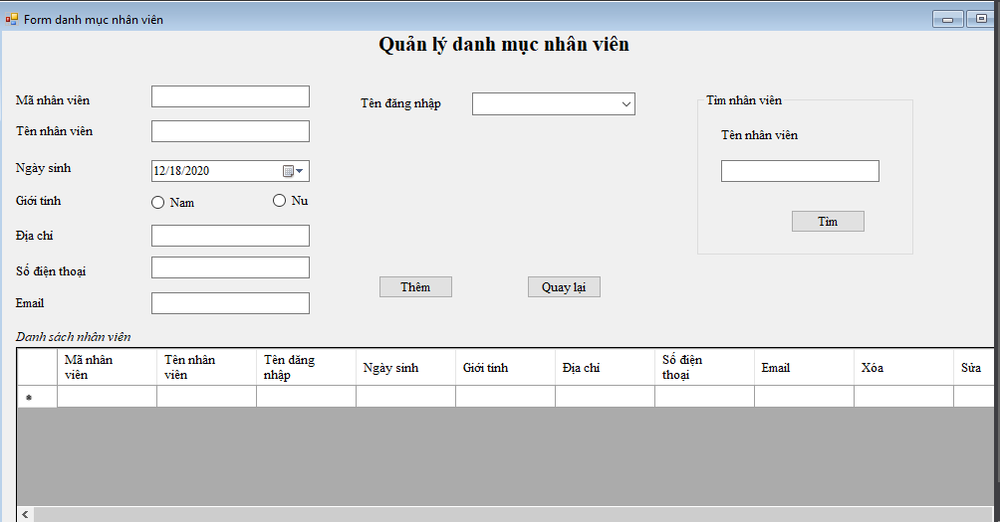 Form danh mục nhân viên
Quản lý danh mục nhân viên
Mã nhân viên
Tên đăng nhập
Tìm nhân viên
Tên nhân viên
Tên nhân viên
Ngày sinh
12/18/2020
Giới tính
Nam
Nu
Địa chỉ
Tìm
Số điện thoại
Thêm
Quay lại
Email
Danh sách nhân viên
Mã nhân
viên
Tên nhân
viên
Tên đăng
nhập
Ngày sinh
Giới tính
Địa chỉ
Số điện
thoại
Email
Xóa
Sửa